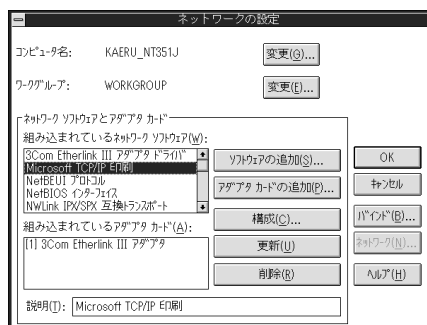 ネットワークの設定
コンピュータ名: KAERU_NT351J 変更(G)...
ワークグループ: WORKGROUP 変更(E)...
ネットワーク ソフトウェアとアダプタ カード
組み込まれているネットワーク ソフトウェア(W):
3Com Etherlink III アダプタ ドライバ
Microsoft TCP/IP 印刷
NetBEUI プロトコル
NetBIOS インターフェイス
NWLink IPX/SPX 互換トランスポート
ソフトウェアの追加(S)...
アダプタ カードの追加(P)...
構成(C)...
更新(U)
削除(R)
OK
キャンセル
バインド(B)...
ネットワーク(N)...
ヘルプ(H)
組み込まれているアダプタ カード(A):
[1] 3Com Etherlink III アダプタ
説明(T): Microsoft TCP/IP 印刷